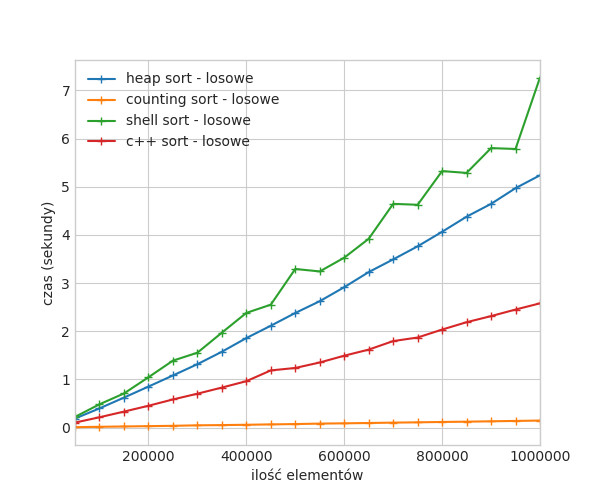 heap sort - losowe
counting sort - losowe
shell sort - losowe
c++ sort - losowe
7
6
5
4
3
2
1
0
czas (sekundy)
200000 400000 600000 800000 1000000
ilość elementów